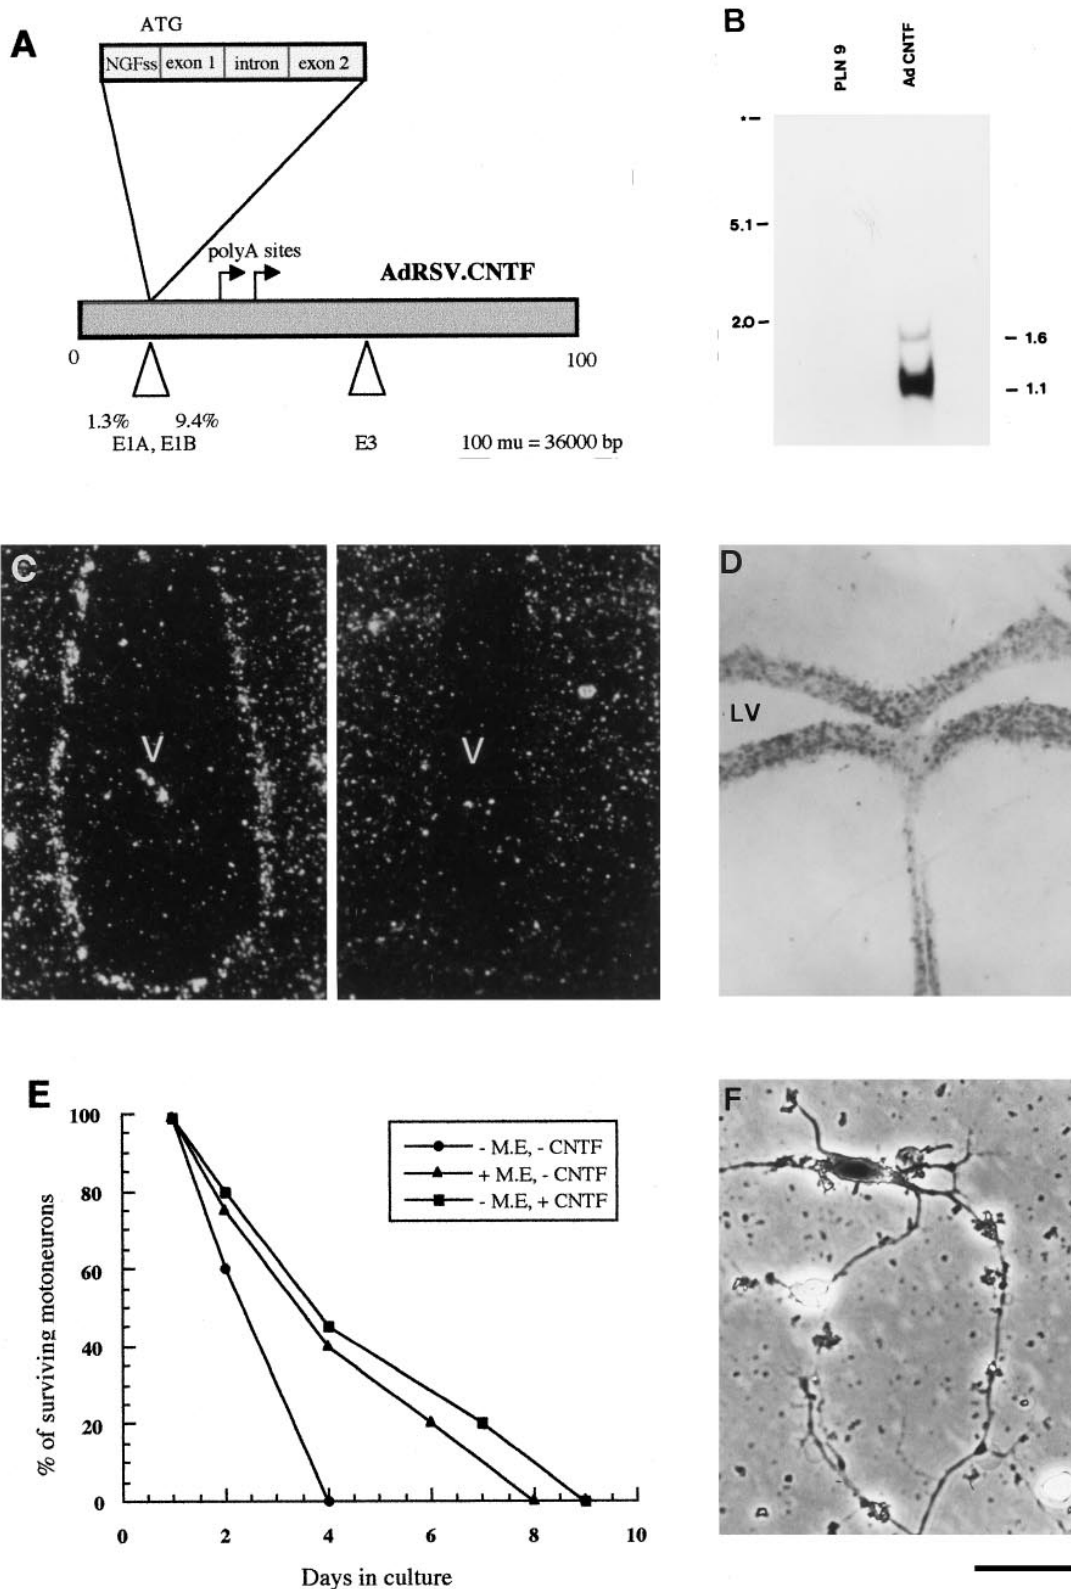 A
ATG
NGFss exon 1 intron exon 2
polyA sites
AdRSV.CNTF
0 100
1.3% 9.4%
E1A, E1B E3 100 mu = 36000 bp
B
PLN 9
Ad CNTF
*–
5.1–
2.0–
– 1.6
– 1.1
C
V
V
D
LV
E
100
80
60
40
20
0
% of surviving motoneurons
- M.E, - CNTF
+ M.E, - CNTF
- M.E, + CNTF
0 2 4 6 8 10
Days in culture
F